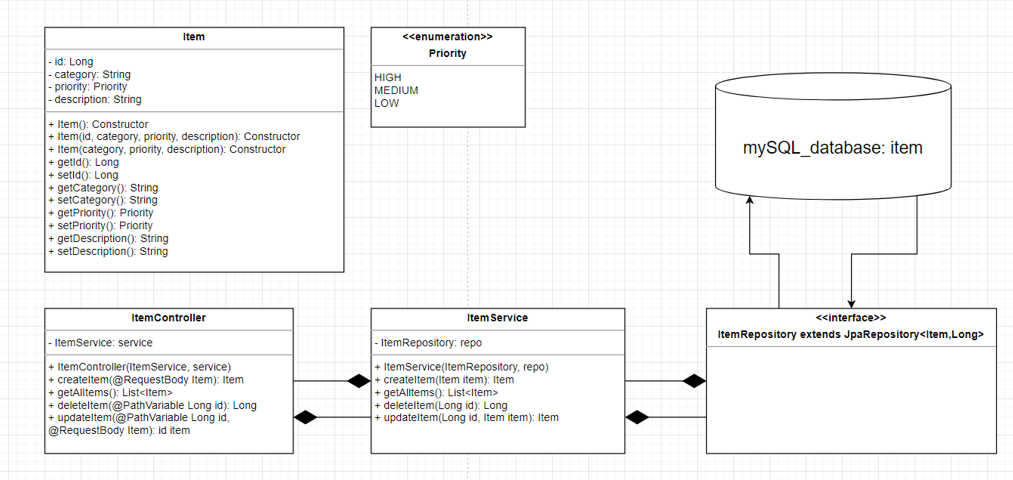 Item
- id: Long
- category: String
- priority: Priority
- description: String
+ Item(): Constructor
+ Item(id, category, priority, description): Constructor
+ Item(category, priority, description): Constructor
+ getId(): Long
+ setId(): Long
+ getCategory(): String
+ setCategory(): String
+ getPriority(): Priority
+ setPriority(): Priority
+ getDescription(): String
+ setDescription(): String
<<enumeration>>
Priority
HIGH
MEDIUM
LOW
mySQL_database: item
ItemController
- ItemService: service
+ ItemController(ItemService, service)
+ createItem(@RequestBody Item): Item
+ getAllItems(): List<Item>
+ deleteItem(@PathVariable Long id): Long
+ updateItem(@PathVariable Long id,
@RequestBody Item): id item
ItemService
- ItemRepository: repo
+ ItemService(ItemRepository, repo)
+ createItem(Item item): Item
+ getAllItems(): List<Item>
+ deleteItem(Long id): Long
+ updateItem(Long id, Item item): Item
<<interface>>
ItemRepository extends JpaRepository<Item,Long>